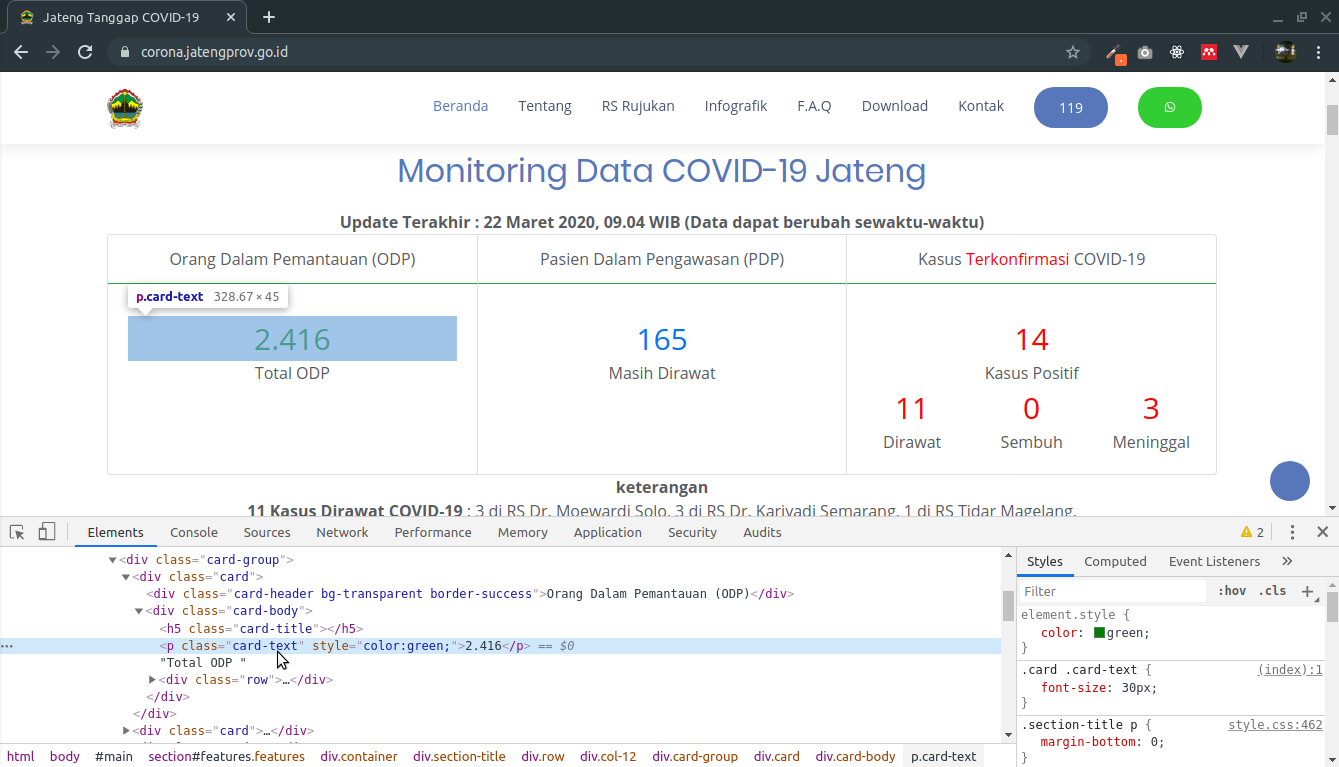 Jateng Tanggap COVID-19
corona.jatengprov.go.id
Beranda Tentang RS Rujukan Infografik F.A.Q Download Kontak 119
Monitoring Data COVID-19 Jateng
Update Terakhir : 22 Maret 2020, 09.04 WIB (Data dapat berubah sewaktu-waktu)
Orang Dalam Pemantauan (ODP) Pasien Dalam Pengawasan (PDP) Kasus Terkonfirmasi COVID-19
p.card-text 328.67 × 45
2.416 165 14
Total ODP Masih Dirawat Kasus Positif
11 0 3
Dirawat Sembuh Meninggal
keterangan
11 Kasus Dirawat COVID-19 : 3 di RS Dr. Moewardi Solo, 3 di RS Dr. Kariyadi Semarang, 1 di RS Tidar Magelang,
Elements Console Sources Network Performance Memory Application Security Audits 2
<div class="card-group">
<div class="card">
<div class="card-header bg-transparent border-success">Orang Dalam Pemantauan (ODP)</div>
<div class="card-body">
<h5 class="card-title"></h5>
<p class="card-text" style="color:green;">2.416</p> == $0
"Total ODP "
<div class="row">…</div>
</div>
</div>
<div class="card">…</div>
Styles Computed Event Listeners »
Filter :hov .cls +
element.style {
color: green;
}
.card .card-text { (index):1
font-size: 30px;
}
.section-title p { style.css:462
margin-bottom: 0;
}
html body #main section#features.features div.container div.section-title div.row div.col-12 div.card-group div.card div.card-body p.card-text